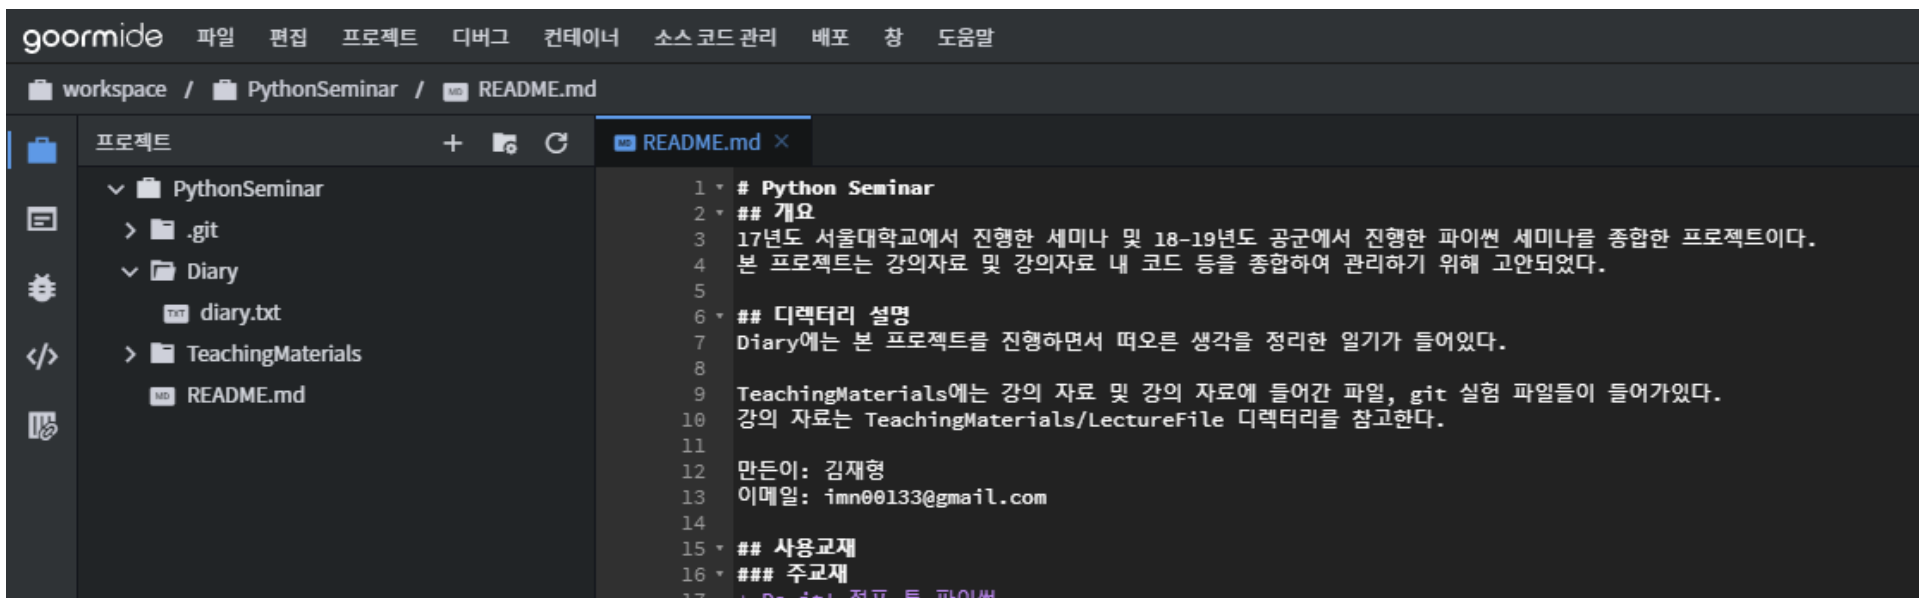 goormide 파일 편집 프로젝트 디버그 컨테이너 소스 코드 관리 배포 창 도움말
workspace / PythonSeminar / README.md
프로젝트
PythonSeminar
.git
Diary
diary.txt
TeachingMaterials
README.md
README.md
1 # Python Seminar
2 ## 개요
3 17년도 서울대학교에서 진행한 세미나 및 18-19년도 공군에서 진행한 파이썬 세미나를 종합한 프로젝트이다.
4 본 프로젝트는 강의자료 및 강의자료 내 코드 등을 종합하여 관리하기 위해 고안되었다.
5
6 ## 디렉터리 설명
7 Diary에는 본 프로젝트를 진행하면서 떠오른 생각을 정리한 일기가 들어있다.
8
9 TeachingMaterials에는 강의 자료 및 강의 자료에 들어간 파일, git 실험 파일들이 들어가있다.
10 강의 자료는 TeachingMaterials/LectureFile 디렉터리를 참고한다.
11
12 만든이: 김재형
13 이메일: imn00133@gmail.com
14
15 ## 사용교재
16 ### 주교재
17 Do it! 점프 투 파이썬